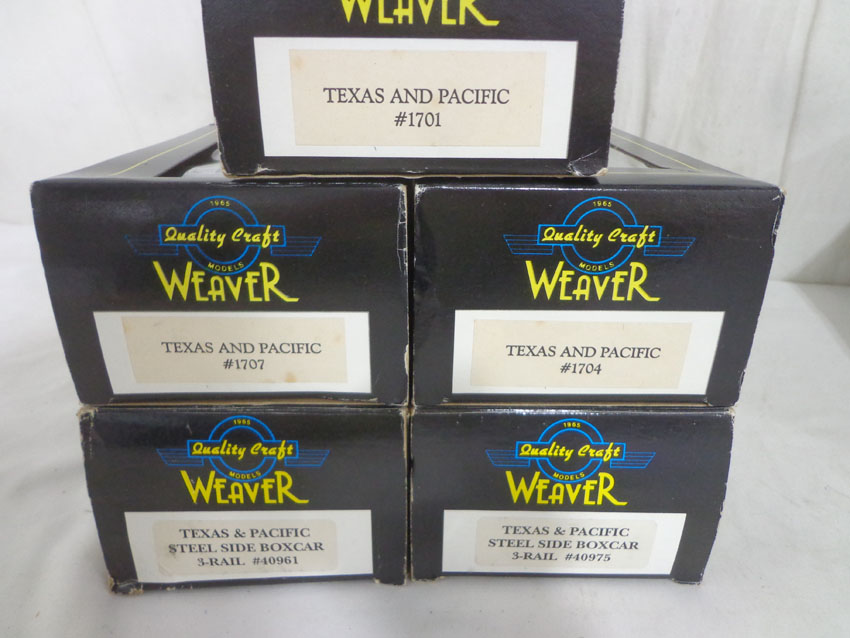 WEAVER
TEXAS AND PACIFIC
#1701
1965
Quality Craft
MODELS
WEAVER
TEXAS AND PACIFIC
#1707
1965
Quality Craft
MODELS
WEAVER
TEXAS AND PACIFIC
#1704
1965
Quality Craft
MODELS
WEAVER
TEXAS & PACIFIC
STEEL SIDE BOXCAR
3-RAIL #40961
1965
Quality Craft
MODELS
WEAVER
TEXAS & PACIFIC
STEEL SIDE BOXCAR
3-RAIL #40975